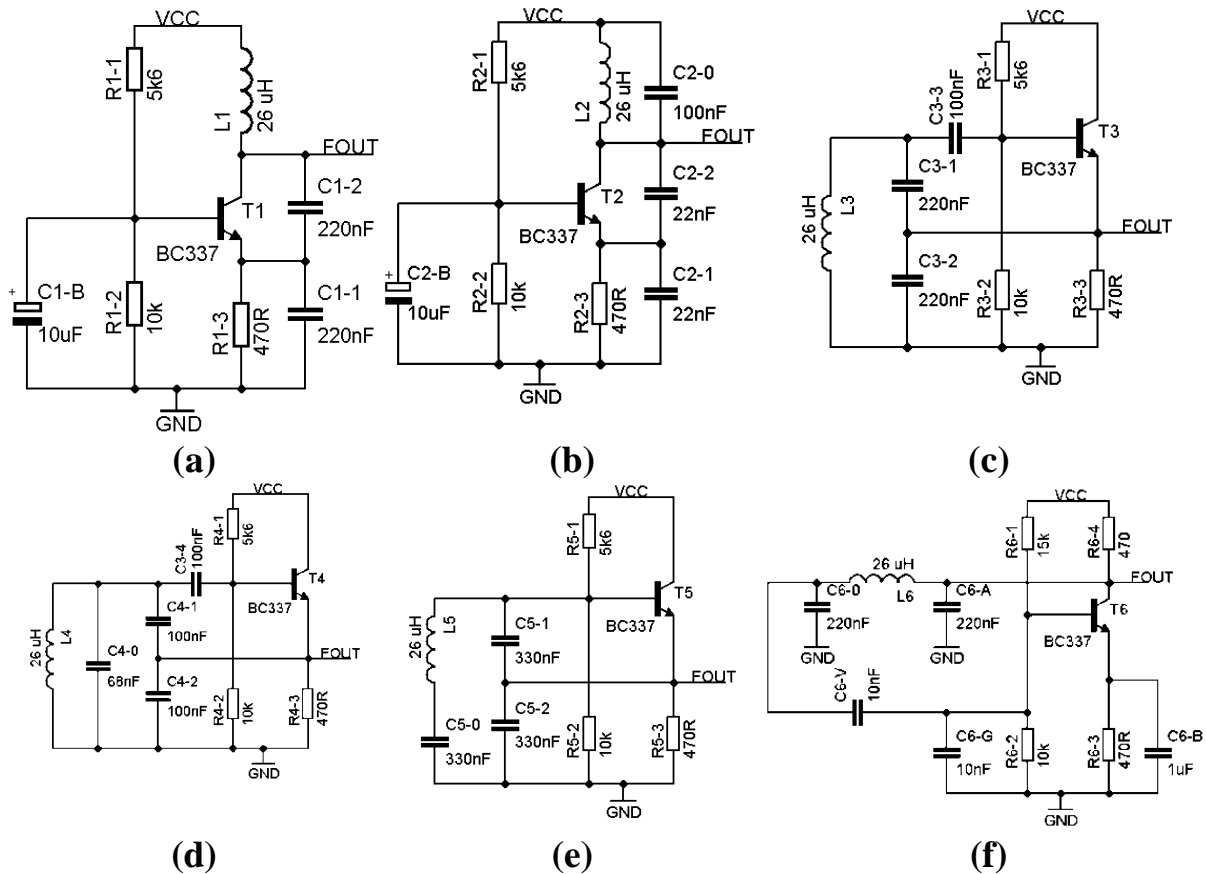 VCC
R1-1
5k6
L1
26 uH
FOUT
C1-2
220nF
T1
BC337
C1-B
+
10uF
R1-2
10k
R1-3
470R
C1-1
220nF
GND
(a)
VCC
R2-1
5k6
L2
26 uH
C2-0
100nF
FOUT
C2-2
22nF
T2
BC337
C2-B
+
10uF
R2-2
10k
R2-3
470R
C2-1
22nF
GND
(b)
VCC
C3-3
100nF
R3-1
5k6
T3
BC337
26 uH
L3
C3-1
220nF
FOUT
C3-2
220nF
R3-2
10k
R3-3
470R
GND
(c)
VCC
R4-1
5k6
C3-4
100nF
T4
BC337
26 uH
L4
C4-1
100nF
C4-0
68nF
FOUT
C4-2
100nF
R4-2
10k
R4-3
470R
GND
(d)
VCC
R5-1
5k6
T5
BC337
26 uH
L5
C5-1
330nF
FOUT
C5-0
330nF
C5-2
330nF
R5-2
10k
R5-3
470R
GND
(e)
VCC
R6-1
15k
R6-4
470
26 uH
L6
FOUT
C6-0
220nF
GND
C6-A
220nF
GND
T6
BC337
C6-V
10nF
C6-G
10nF
R6-2
10k
R6-3
470R
C6-B
1uF
GND
(f)